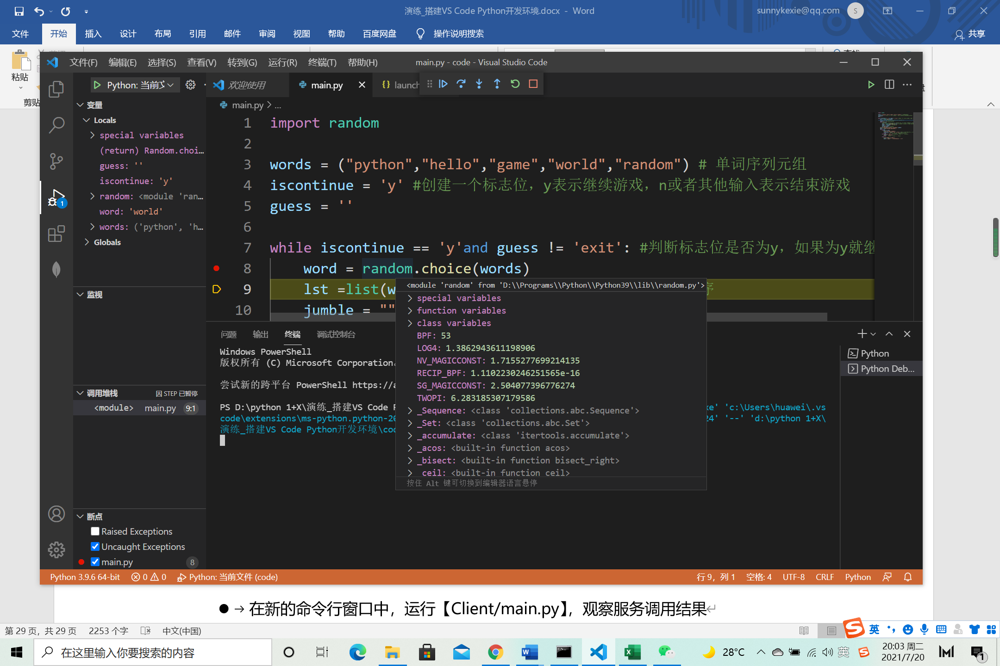 演练_搭建VS Code Python开发环境.docx - Word
sunnykexie@qq.com
S
文件 开始 插入 设计 布局 引用 邮件 审阅 视图 帮助 百度网盘 操作说明搜索 共享
粘贴
剪贴
文件(F) 编辑(E) 选择(S) 查看(V) 转到(G) 运行(R) 终端(T) 帮助(H)
main.py - code - Visual Studio Code
Python: 当前文
欢迎使用
main.py
launch
变量
main.py > ...
Locals
special variables
(return) Random.choi…
guess: ''
iscontinue: 'y'
random: <module 'ran…
word: 'world'
words: ('python', 'h…
Globals
1 import random
2
3 words = ("python","hello","game","world","random") # 单词序列元组
4 iscontinue = 'y' #创建一个标志位，y表示继续游戏，n或者其他输入表示结束游戏
5 guess = ''
6
7 while iscontinue == 'y'and guess != 'exit': #判断标志位是否为y，如果为y就继
8 word = random.choice(words)
9 lst =list(w
序
10 jumble = ""
<module 'random' from 'D:\\Programs\\Python\\Python39\\lib\\random.py'>
special variables
function variables
class variables
BPF: 53
LOG4: 1.3862943611198906
NV_MAGICCONST: 1.7155277699214135
RECIP_BPF: 1.1102230246251565e-16
SG_MAGICCONST: 2.504077396776274
TWOPI: 6.283185307179586
_Sequence: <class 'collections.abc.Sequence'>
_Set: <class 'collections.abc.Set'>
_accumulate: <class 'itertools.accumulate'>
_acos: <built-in function acos>
_bisect: <built-in function bisect_right>
_ceil: <built-in function ceil>
按住 Alt 键可切换到编辑器语言悬停
监视
问题 输出 终端 调试控制台
Windows PowerShell
版权所有 (C) Microsoft Corporation。
尝试新的跨平台 PowerShell https://a
PS D:\python 1+X\演练_搭建VS Code P
xe' 'c:\Users\huawei\.vs
code\extensions\ms-python.python-20
24' '--' 'd:\python 1+X\
演练_搭建VS Code Python开发环境\cod
Python
Python Deb...
调用堆栈 因 STEP 已暂停
<module> main.py 9:1
断点
Raised Exceptions
Uncaught Exceptions
main.py 8
Python 3.9.6 64-bit 0 0 Python: 当前文件 (code)
行 9，列 1 空格: 4 UTF-8 CRLF Python
● → 在新的命令行窗口中，运行【Client/main.py】，观察服务调用结果↵
第 29 页，共 29 页 2253 个字 中文(中国)
英
在这里输入你要搜索的内容
28°C
英
20:03 周二
2021/7/20
1